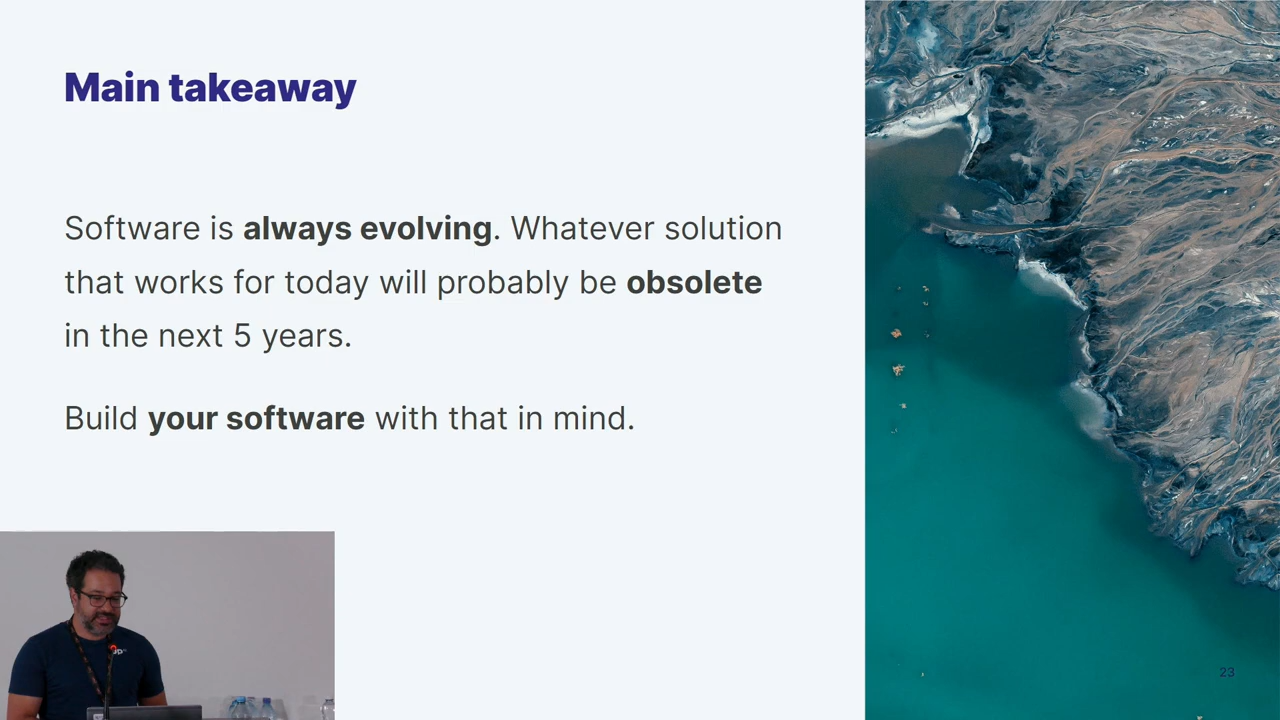 Main takeaway
Software is always evolving. Whatever solution
that works for today will probably be obsolete
in the next 5 years.
Build your software with that in mind.
23